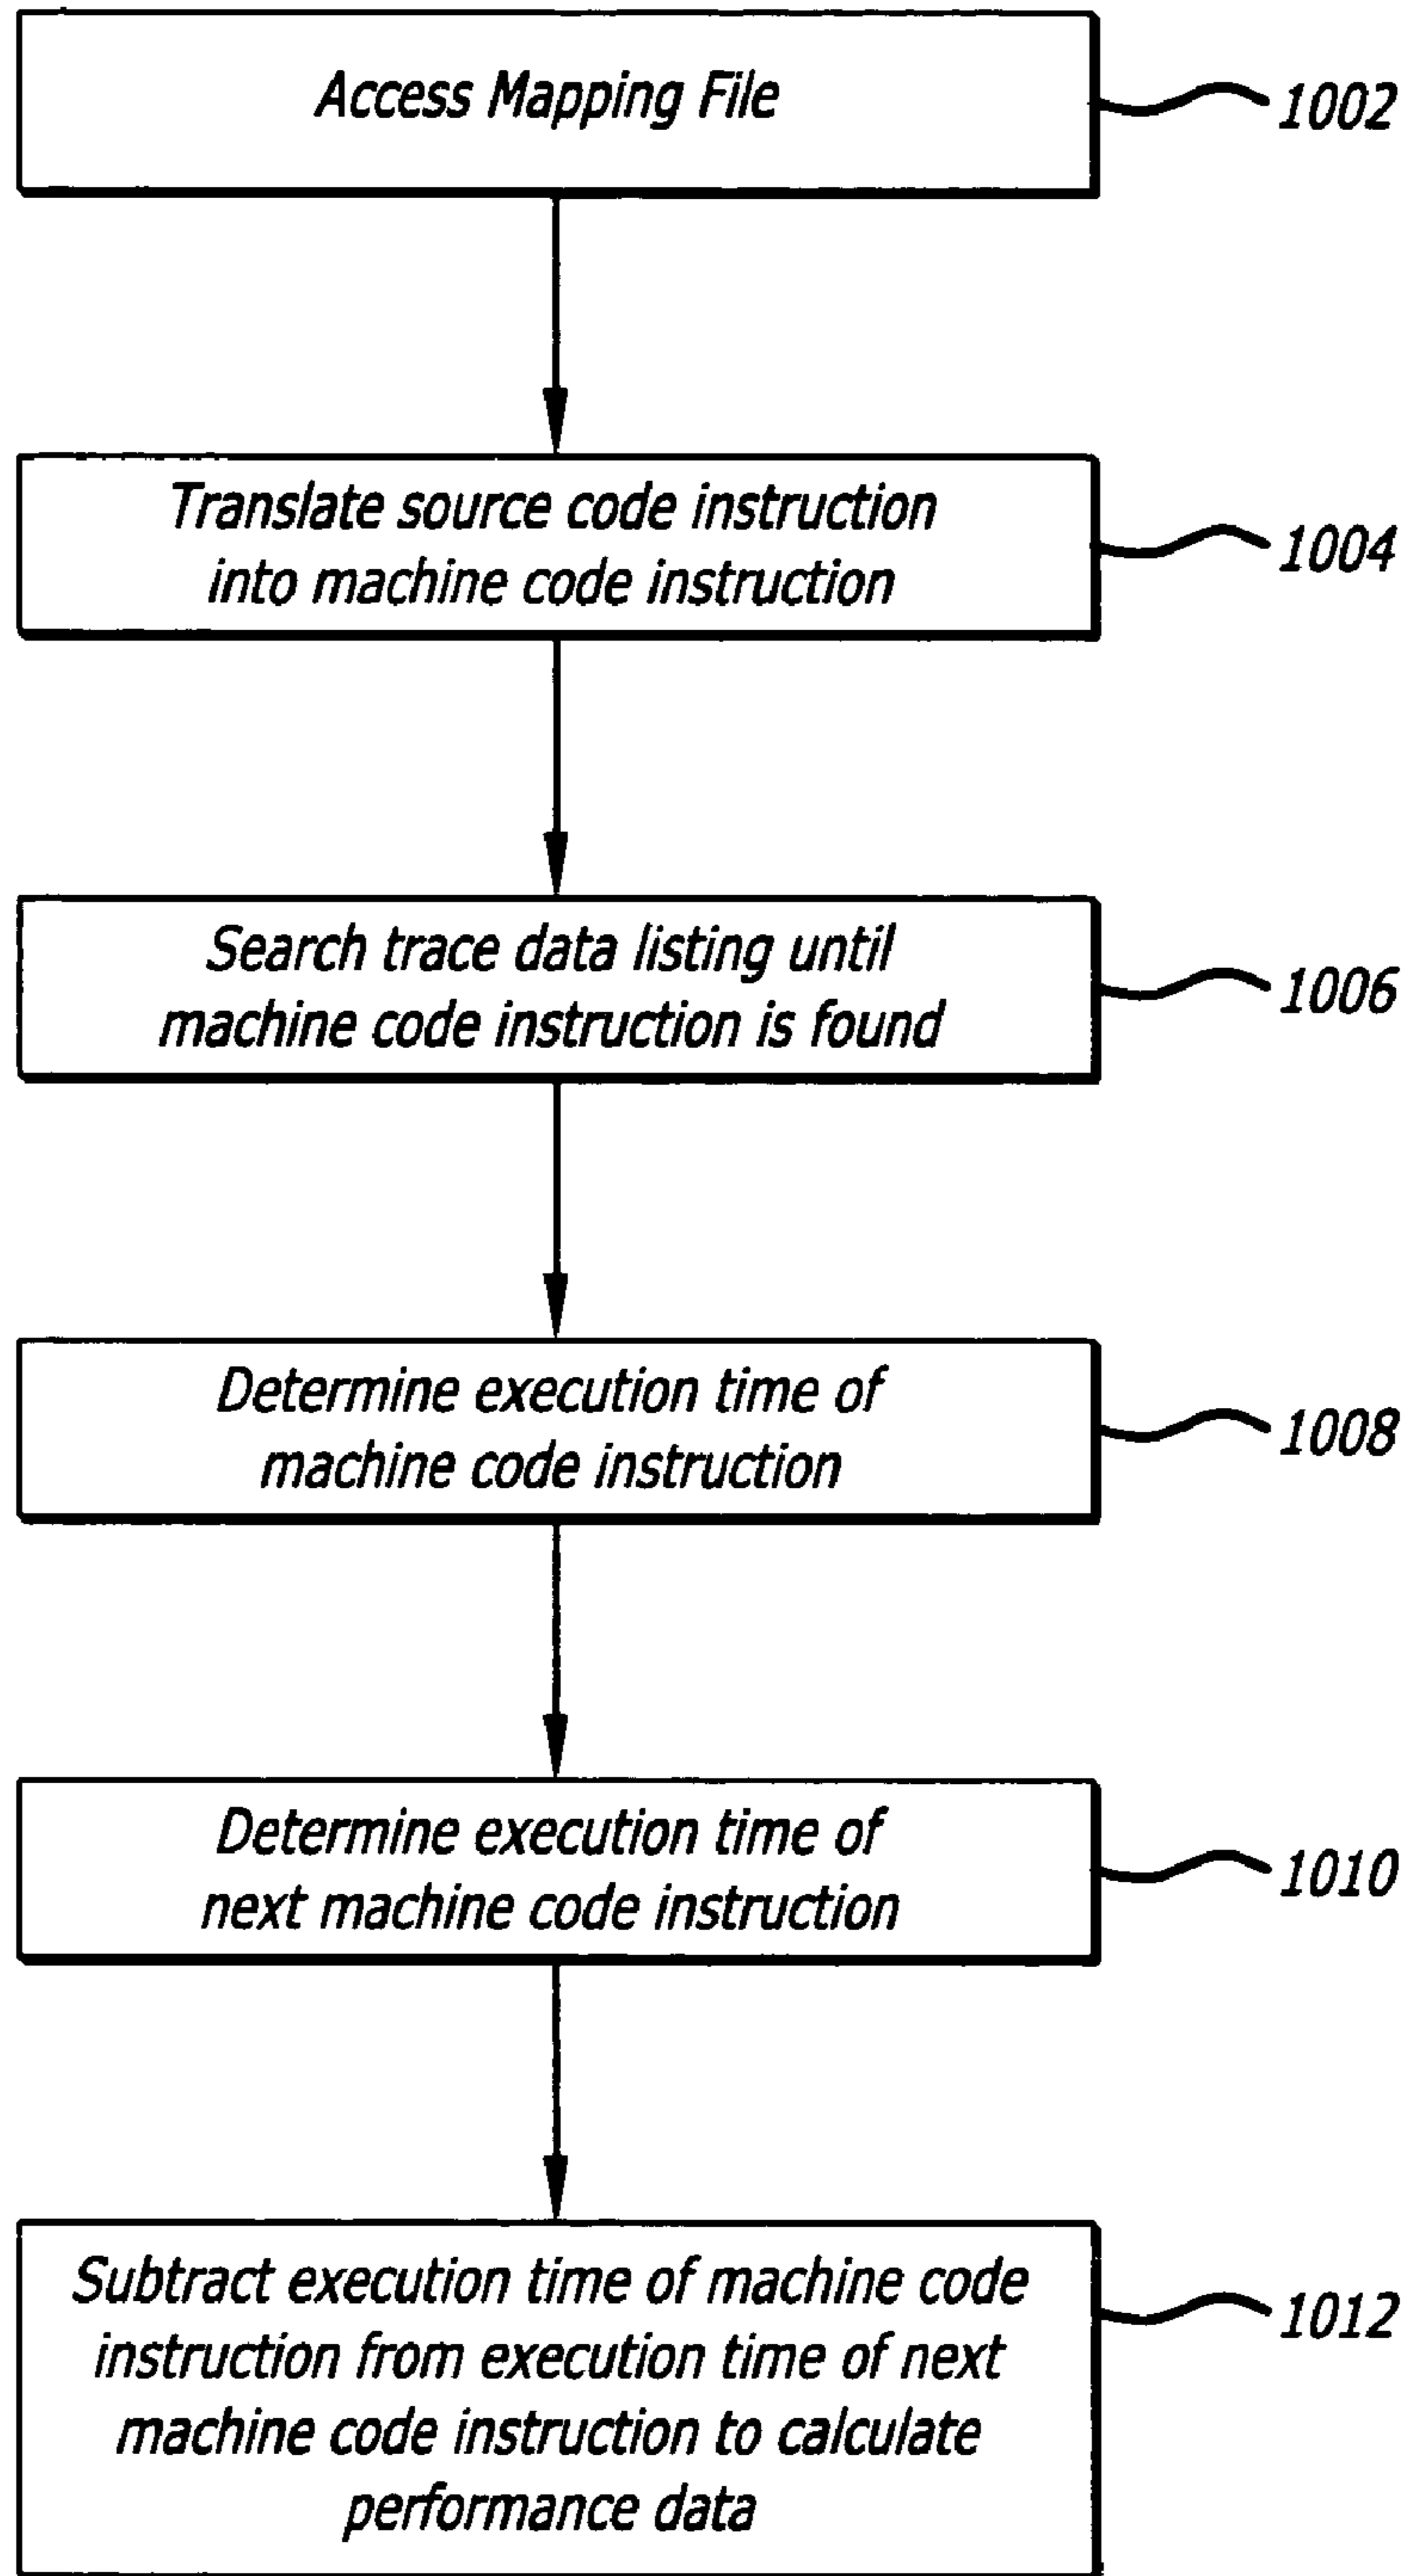 Access Mapping File
1002
Translate source code instruction
into machine code instruction
1004
Search trace data listing until
machine code instruction is found
1006
Determine execution time of
machine code instruction
1008
Determine execution time of
next machine code instruction
1010
Subtract execution time of machine code
instruction from execution time of next
machine code instruction to calculate
performance data
1012